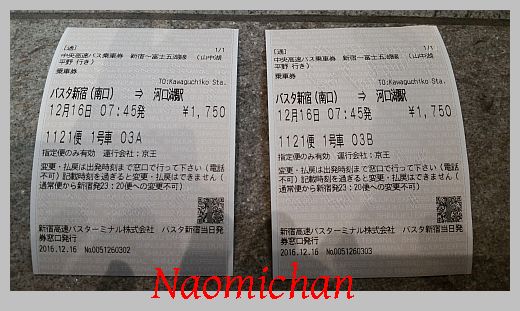 [過] 1/1
中央高速バス乗車券 新宿～富士五湖線 (山中湖
平野 行き)
乗車券
TO:Kawaguchiko Sta.
バスタ新宿(南口) ⇒ 河口湖駅
12月16日 07:45発 ¥1,750
1121便 1号車 03A
指定便のみ有効 運行会社:京王
変更・払戻は出発時刻まで窓口で行って下さい(電話
不可)記載時刻を過ぎると変更・払戻はできません(
通常便から新宿発23:20便への変更不可)
新宿高速バスターミナル株式会社 バスタ新宿当日発
券窓口発行
2016.12.16 No0051260302
[過] 1/1
中央高速バス乗車券 新宿～富士五湖線 (山中湖
平野 行き)
乗車券
TO:Kawaguchiko Sta.
バスタ新宿(南口) ⇒ 河口湖駅
12月16日 07:45発 ¥1,750
1121便 1号車 03B
指定便のみ有効 運行会社:京王
変更・払戻は出発時刻まで窓口で行って下さい(電話
不可)記載時刻を過ぎると変更・払戻はできません(
通常便から新宿発23:20便への変更不可)
新宿高速バスターミナル株式会社 バスタ新宿当日発
券窓口発行
2016.12.16 No0051260303
Naomichan